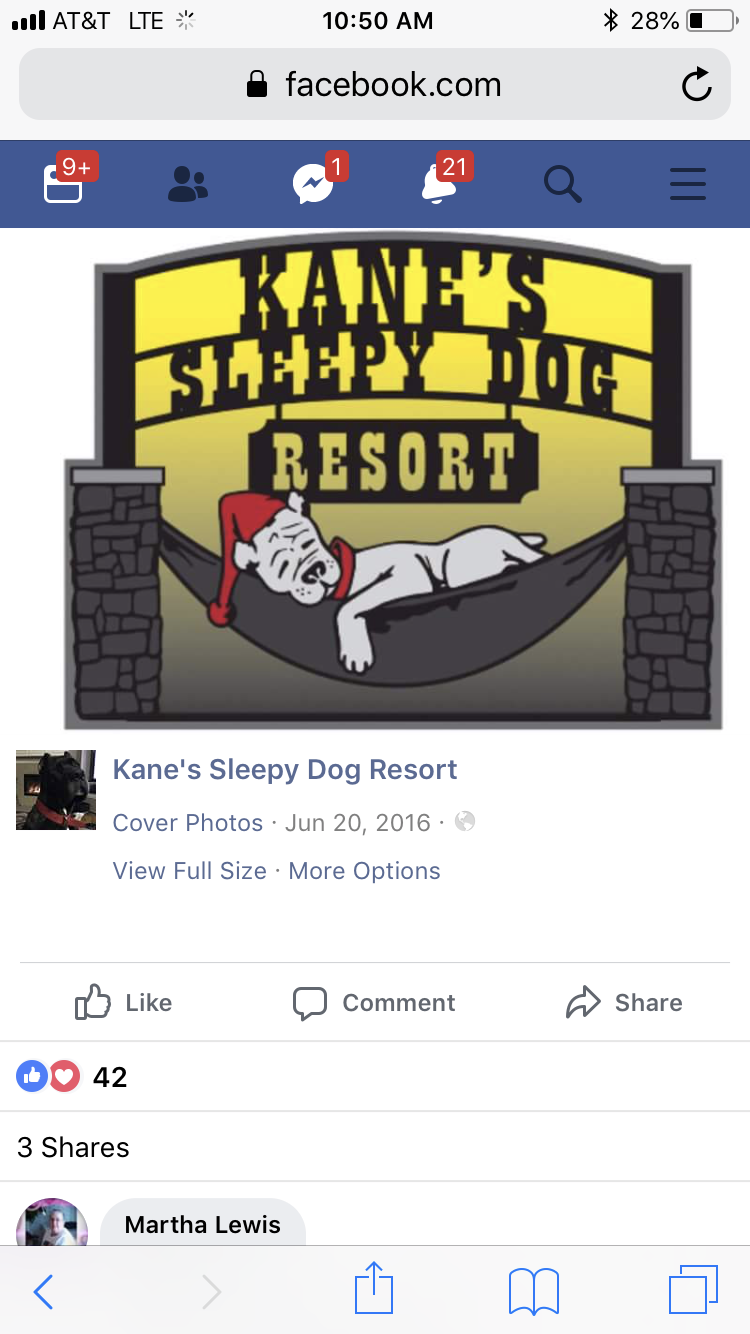 AT&T LTE 10:50 AM 28%
facebook.com
9+ 1 21
KANE'S
SLEEPY DOG
RESORT
Kane's Sleepy Dog Resort
Cover Photos · Jun 20, 2016 ·
View Full Size · More Options
Like Comment Share
42
3 Shares
Martha Lewis